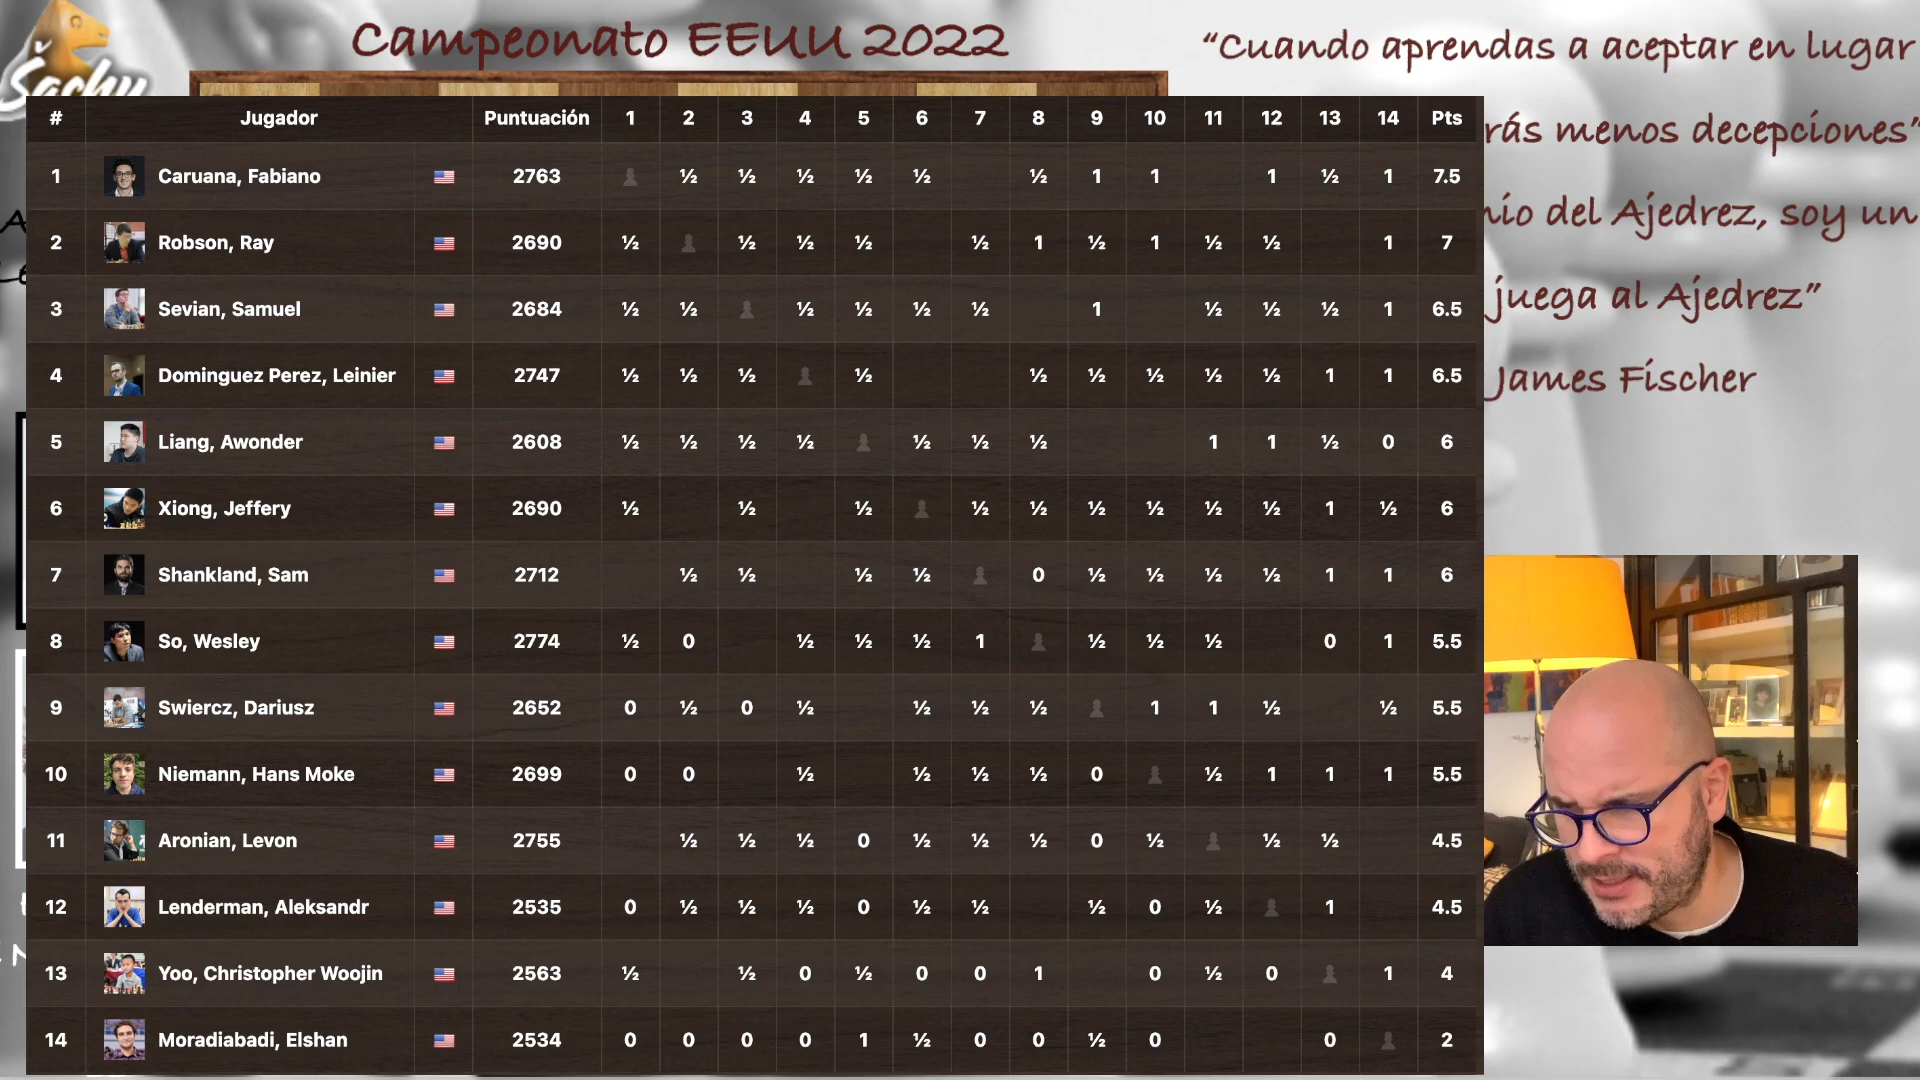 Šachy
Campeonato EEUU 2022
“Cuando aprendas a aceptar en lugar
rás menos decepciones”
nio del Ajedrez, soy un
juega al Ajedrez”
James Fischer
# Jugador Puntuación 1 2 3 4 5 6 7 8 9 10 11 12 13 14 Pts
1 Caruana, Fabiano 2763 ½ ½ ½ ½ ½ ½ 1 1 1 ½ 1 7.5
2 Robson, Ray 2690 ½ ½ ½ ½ ½ 1 ½ 1 ½ ½ 1 7
3 Sevian, Samuel 2684 ½ ½ ½ ½ ½ ½ 1 ½ ½ ½ 1 6.5
4 Dominguez Perez, Leinier 2747 ½ ½ ½ ½ ½ ½ ½ ½ ½ 1 1 6.5
5 Liang, Awonder 2608 ½ ½ ½ ½ ½ ½ ½ 1 1 ½ 0 6
6 Xiong, Jeffery 2690 ½ ½ ½ ½ ½ ½ ½ ½ ½ 1 ½ 6
7 Shankland, Sam 2712 ½ ½ ½ ½ 0 ½ ½ ½ ½ 1 1 6
8 So, Wesley 2774 ½ 0 ½ ½ ½ 1 ½ ½ ½ 0 1 5.5
9 Swiercz, Dariusz 2652 0 ½ 0 ½ ½ ½ ½ 1 1 ½ ½ 5.5
10 Niemann, Hans Moke 2699 0 0 ½ ½ ½ ½ 0 ½ 1 1 1 5.5
11 Aronian, Levon 2755 ½ ½ ½ 0 ½ ½ ½ 0 ½ ½ ½ 4.5
12 Lenderman, Aleksandr 2535 0 ½ ½ ½ 0 ½ ½ ½ 0 ½ 1 4.5
13 Yoo, Christopher Woojin 2563 ½ ½ 0 ½ 0 0 1 0 ½ 0 1 4
14 Moradiabadi, Elshan 2534 0 0 0 0 1 ½ 0 0 ½ 0 0 2